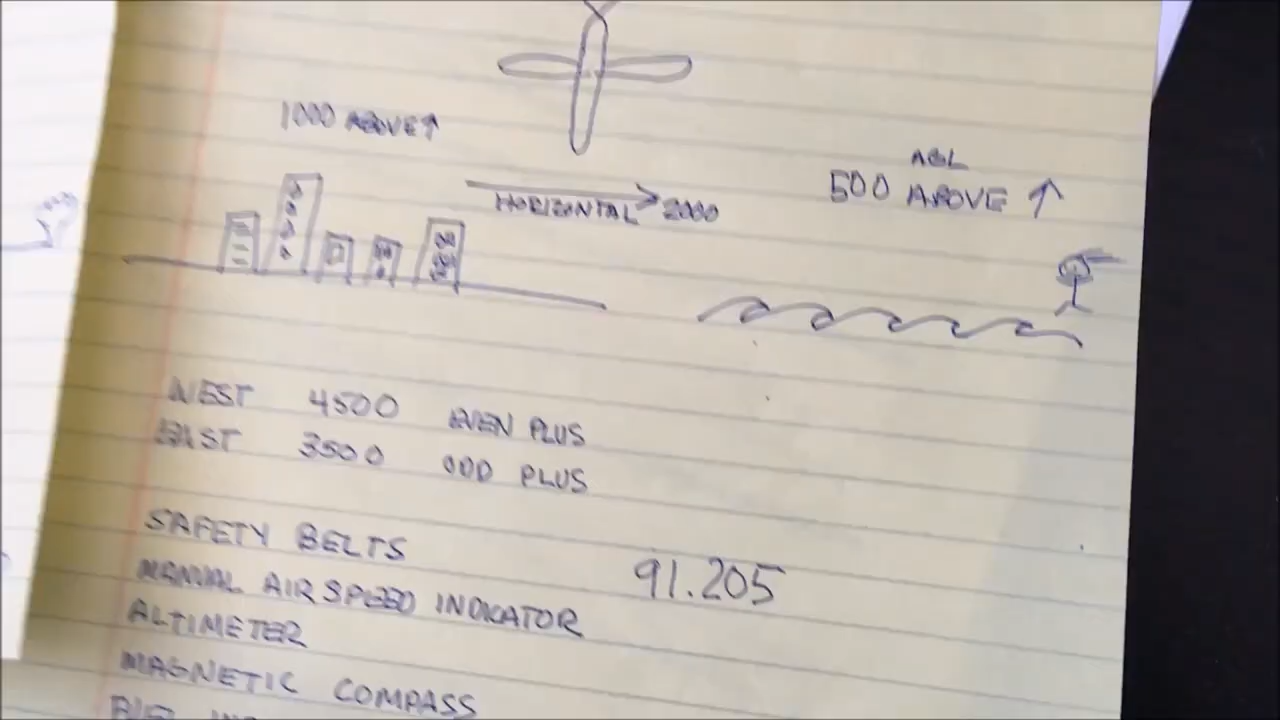 1000 ABOVE↑
AGL
500 ABOVE ↑
HORIZONTAL → 2000
WEST 4500 EVEN PLUS
EAST 3500 ODD PLUS
SAFETY BELTS
MANUAL AIRSPEED INDICATOR
91.205
ALTIMETER
MAGNETIC COMPASS